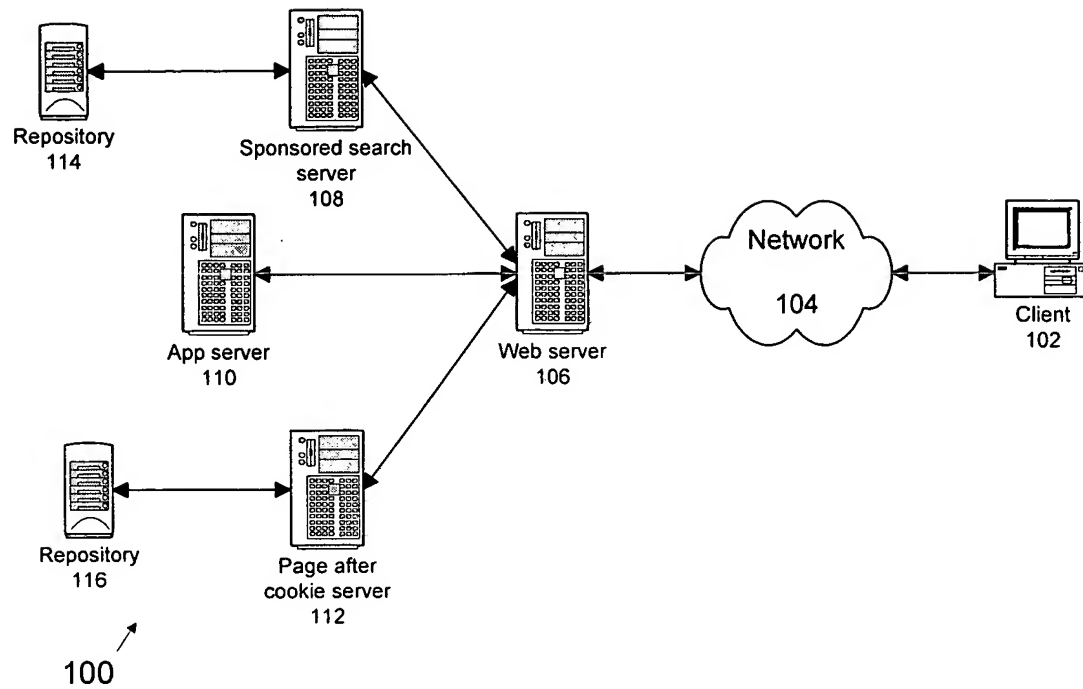 Repository
114
Sponsored search
server
108
Network
104
Client
102
App server
110
Web server
106
Repository
116
Page after
cookie server
112
100